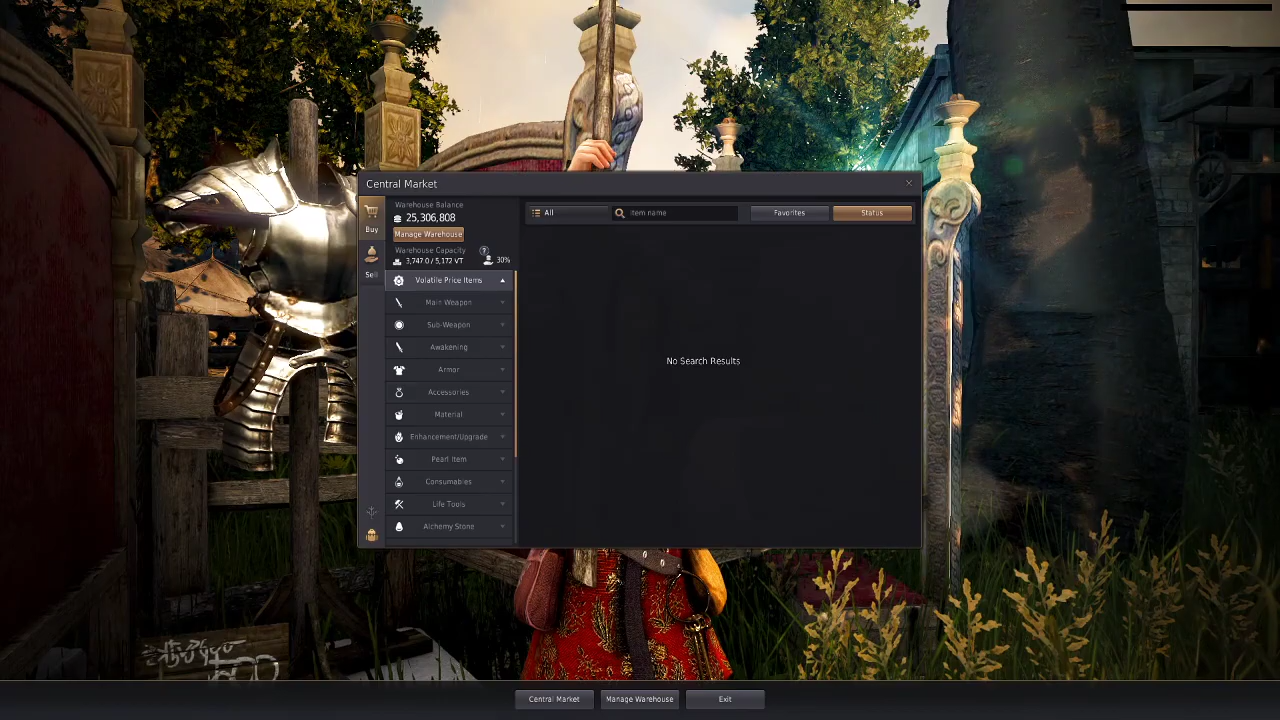 Central Market
Buy
Sell
Warehouse Balance
25,306,808
Manage Warehouse
Warehouse Capacity
3,747.0 / 5,172 VT
30%
All
Item name
Favorites
Status
Volatile Price Items
Main Weapon
Sub-Weapon
Awakening
Armor
Accessories
Material
Enhancement/Upgrade
Pearl Item
Consumables
Life Tools
Alchemy Stone
No Search Results
Central Market
Manage Warehouse
Exit